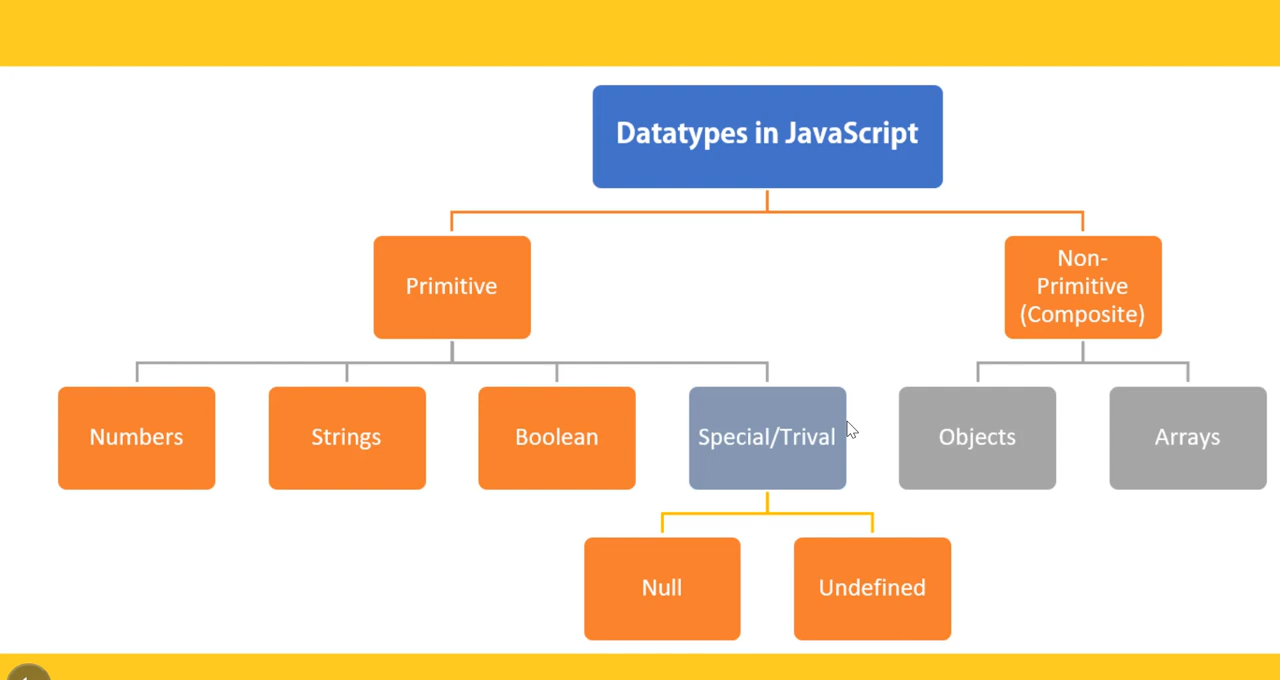 Datatypes in JavaScript
Primitive
Non-
Primitive
(Composite)
Numbers
Strings
Boolean
Special/Trival
Objects
Arrays
Null
Undefined